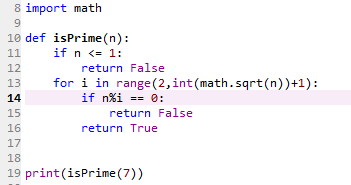 8 import math
9
10 def isPrime(n):
11     if n <= 1:
12         return False
13     for i in range(2,int(math.sqrt(n))+1):
14         if n%i == 0:
15             return False
16         return True
17
18
19 print(isPrime(7))